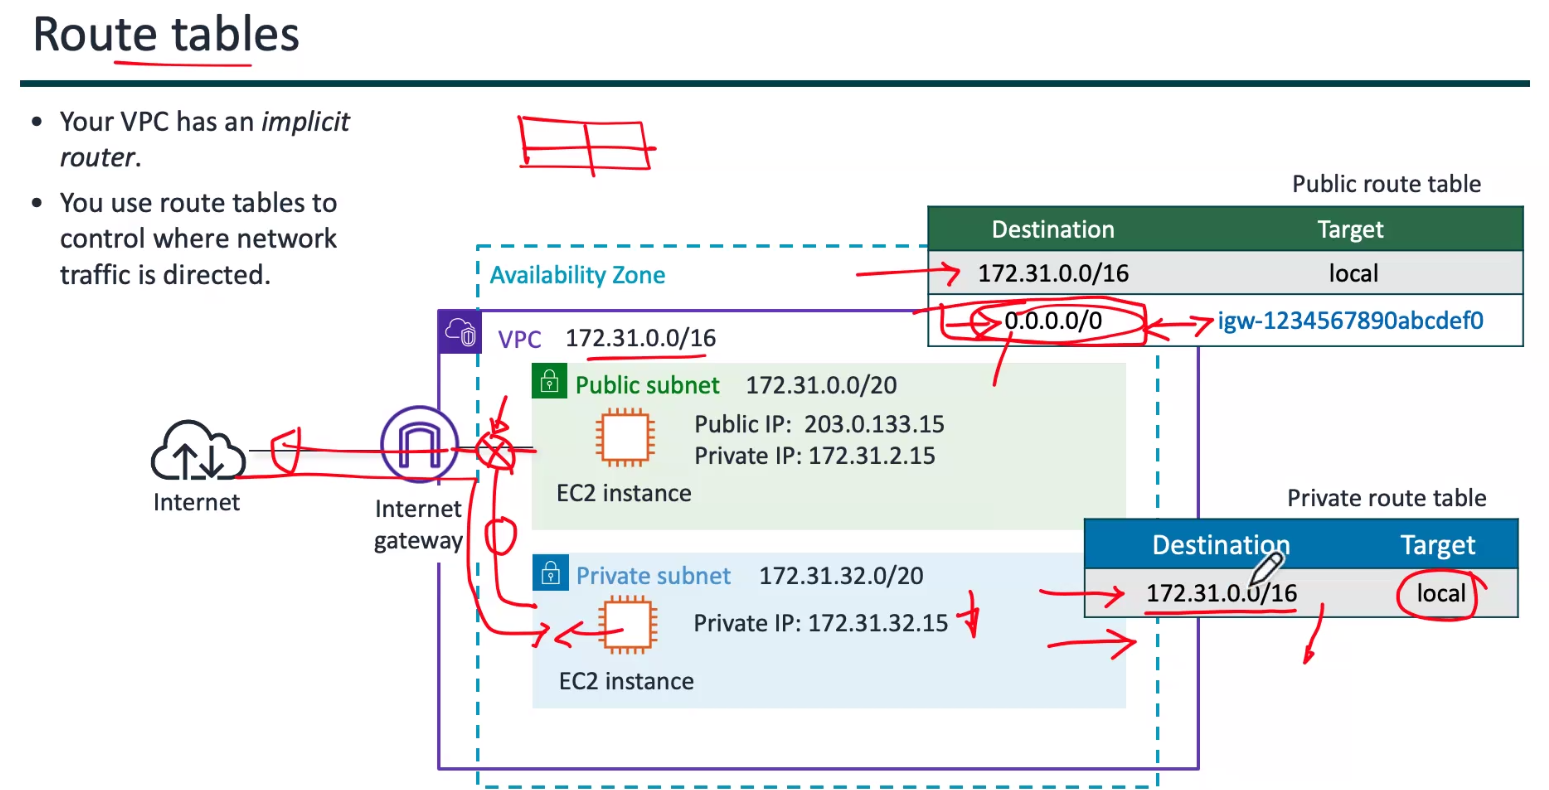 Route tables
• Your VPC has an implicit
router.
• You use route tables to
control where network
traffic is directed.
Public route table
Destination Target
172.31.0.0/16 local
0.0.0.0/0 igw-1234567890abcdef0
Availability Zone
VPC 172.31.0.0/16
Public subnet 172.31.0.0/20
Public IP: 203.0.133.15
Private IP: 172.31.2.15
EC2 instance
Internet
Internet
gateway
Private route table
Destination Target
172.31.0.0/16 local
Private subnet 172.31.32.0/20
Private IP: 172.31.32.15
EC2 instance